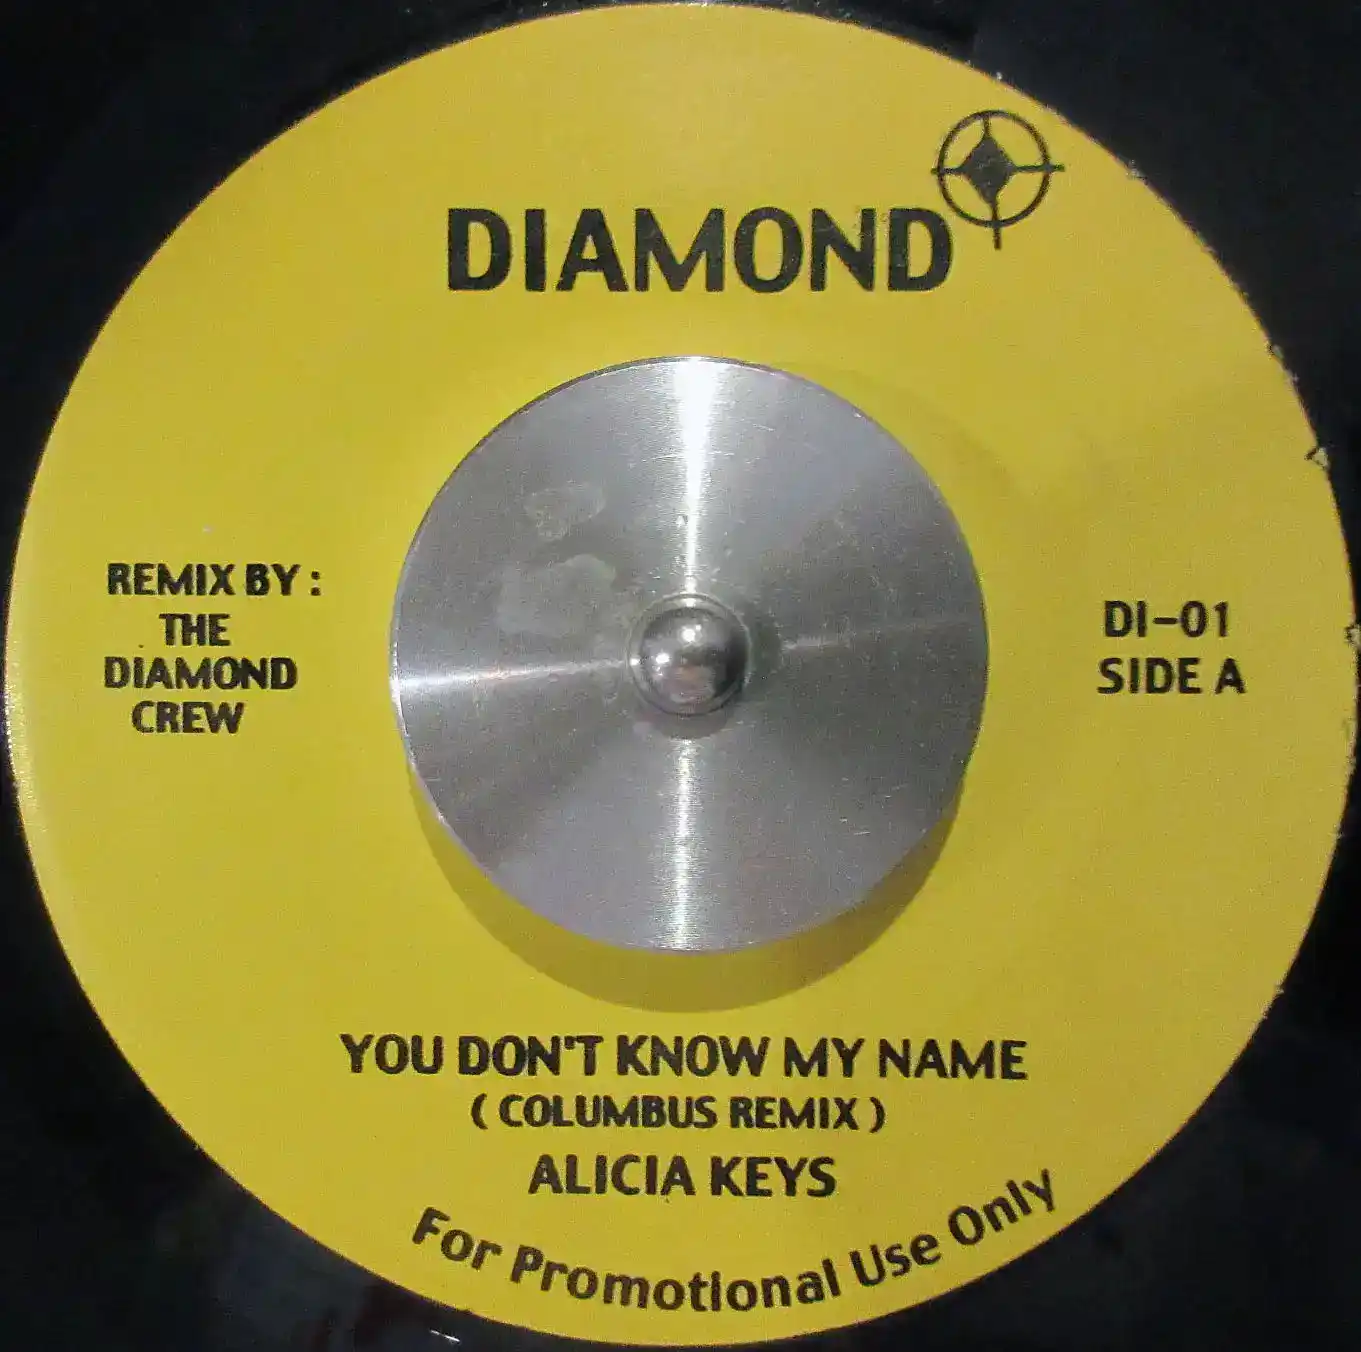 DIAMOND
REMIX BY :
THE
DIAMOND
CREW
DI-01
SIDE A
YOU DON'T KNOW MY NAME
( COLUMBUS REMIX )
ALICIA KEYS
For Promotional Use Only